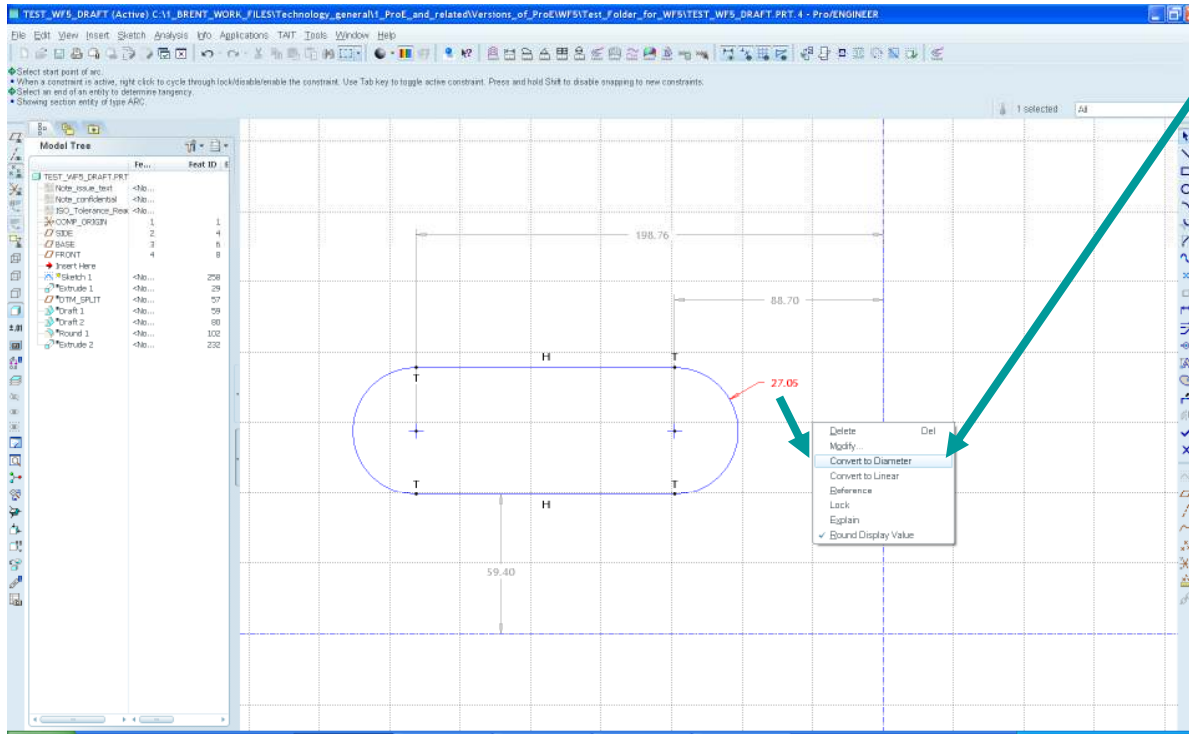 TEST_WF5_DRAFT (Active) C:\1_BRENT_WORK_FILES\Technology_general\1_ProE_and_related\Versions_of_ProE\WF5\Test_Folder_for_WF5\TEST_WF5_DRAFT.PRT.4 - Pro/ENGINEER
File Edit View Insert Sketch Analysis Info Applications TAIT Tools Window Help
Select start point of arc.
When a constraint is active, right click to cycle through lock/disable/enable the constraint. Use Tab key to toggle active constraint. Press and hold Shift to disable snapping to new constraints.
Select an end of an entity to determine tangency.
Showing section entity of type ARC.
1 selected All
Model Tree
Fe... Feat ID
TEST_WF5_DRAFT.PRT
Note_issue_text <No...
Note_confidential <No...
ISO_Tolerance_Rea <No...
COMP_ORIGIN 1 1
SIDE 2 4
BASE 3 6
FRONT 4 8
Insert Here
Sketch 1 <No... 258
*Extrude 1 <No... 29
*DTM_SPLIT <No... 57
*Draft 1 <No... 59
*Draft 2 <No... 80
*Round 1 <No... 102
*Extrude 2 <No... 232
198.76
88.70
H T
T
27.05
T T
H
59.40
Delete Del
Modify...
Convert to Diameter
Convert to Linear
Reference
Lock
Explain
✓ Round Display Value